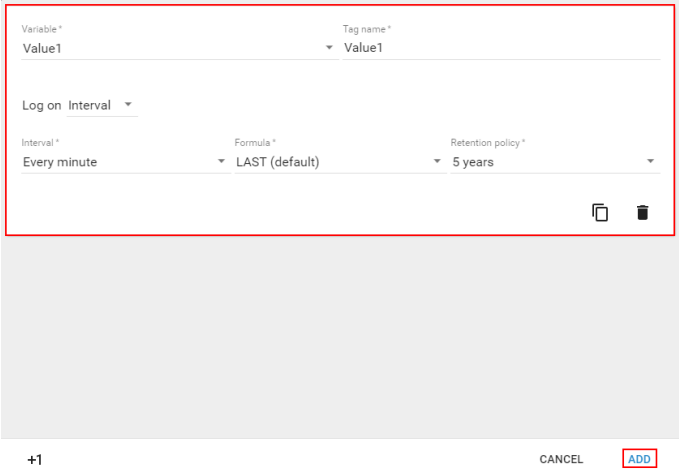 Variable * Tag name *
Value1 Value1
Log on Interval
Interval * Formula * Retention policy *
Every minute LAST (default) 5 years
+1 CANCEL ADD